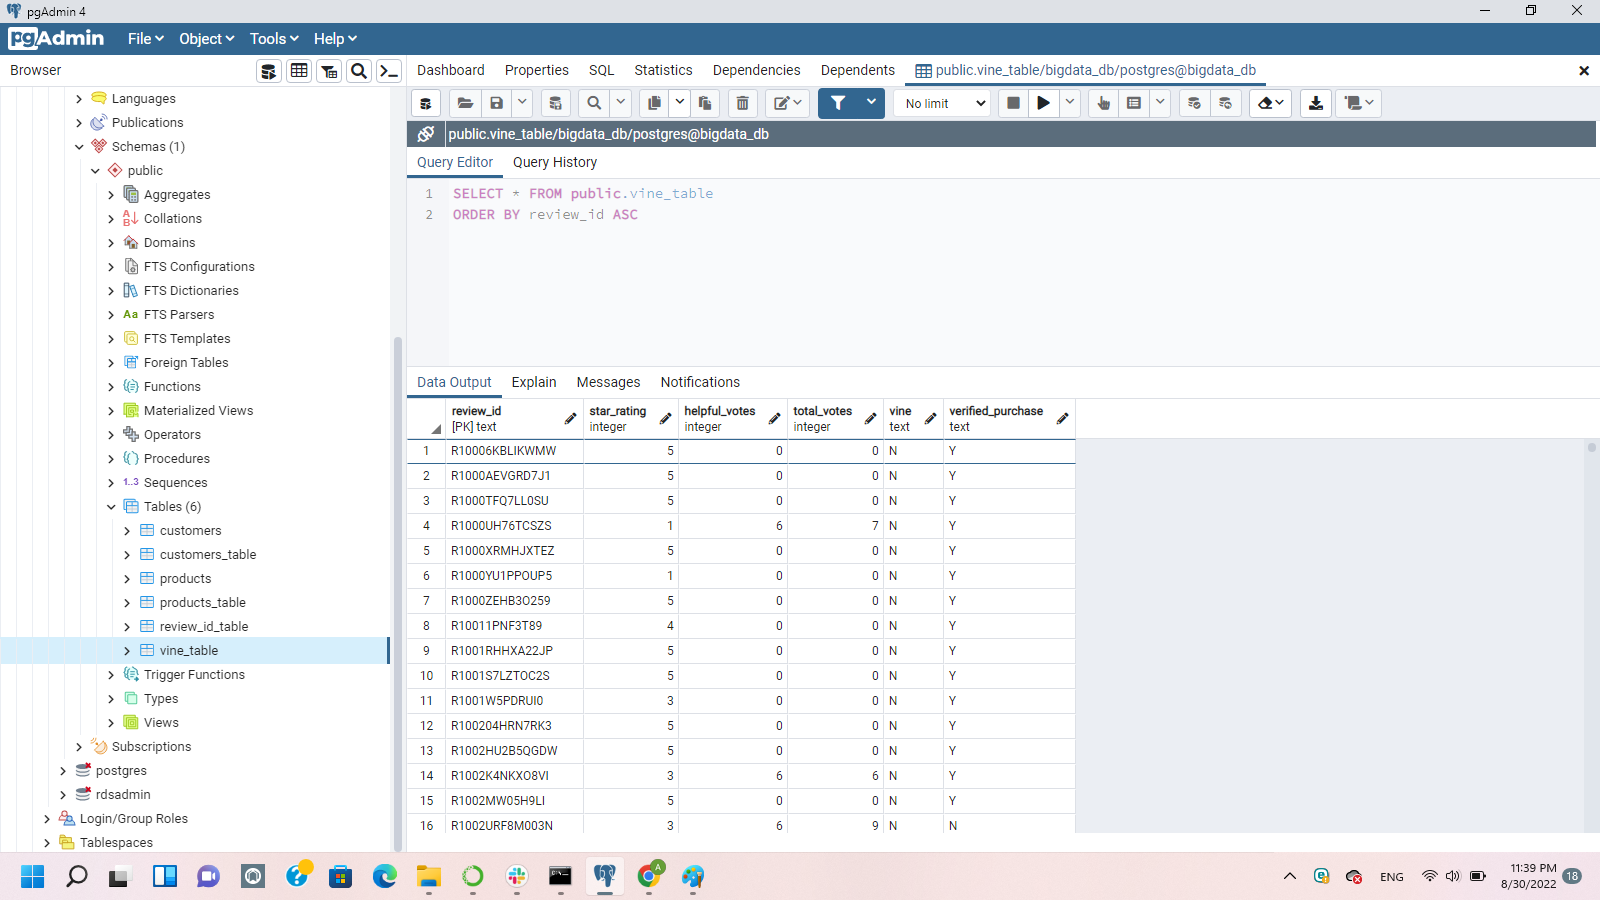 pgAdmin 4
pgAdmin File Object Tools Help
Browser
Dashboard Properties SQL Statistics Dependencies Dependents public.vine_table/bigdata_db/postgres@bigdata_db
No limit
public.vine_table/bigdata_db/postgres@bigdata_db
Query Editor Query History
1 SELECT * FROM public.vine_table
2 ORDER BY review_id ASC
Languages
Publications
Schemas (1)
public
Aggregates
Collations
Domains
FTS Configurations
FTS Dictionaries
Aa FTS Parsers
FTS Templates
Foreign Tables
Functions
Materialized Views
Operators
Procedures
1..3 Sequences
Tables (6)
customers
customers_table
products
products_table
review_id_table
vine_table
Trigger Functions
Types
Views
Subscriptions
postgres
rdsadmin
Login/Group Roles
Tablespaces
Data Output Explain Messages Notifications
review_id star_rating helpful_votes total_votes vine verified_purchase
[PK] text integer integer integer text text
1 R10006KBLIKWMW 5 0 0 N Y
2 R1000AEVGRD7J1 5 0 0 N Y
3 R1000TFQ7LL0SU 5 0 0 N Y
4 R1000UH76TCSZS 1 6 7 N Y
5 R1000XRMHJXTEZ 5 0 0 N Y
6 R1000YU1PPOUP5 1 0 0 N Y
7 R1000ZEHB3O259 5 0 0 N Y
8 R10011PNF3T89 4 0 0 N Y
9 R1001RHHXA22JP 5 0 0 N Y
10 R1001S7LZTOC2S 5 0 0 N Y
11 R1001W5PDRUI0 3 0 0 N Y
12 R100204HRN7RK3 5 0 0 N Y
13 R1002HU2B5QGDW 5 0 0 N Y
14 R1002K4NKXO8VI 3 6 6 N Y
15 R1002MW05H9LI 5 0 0 N Y
16 R1002URF8M003N 3 6 9 N N
A
ENG
11:39 PM
8/30/2022
18